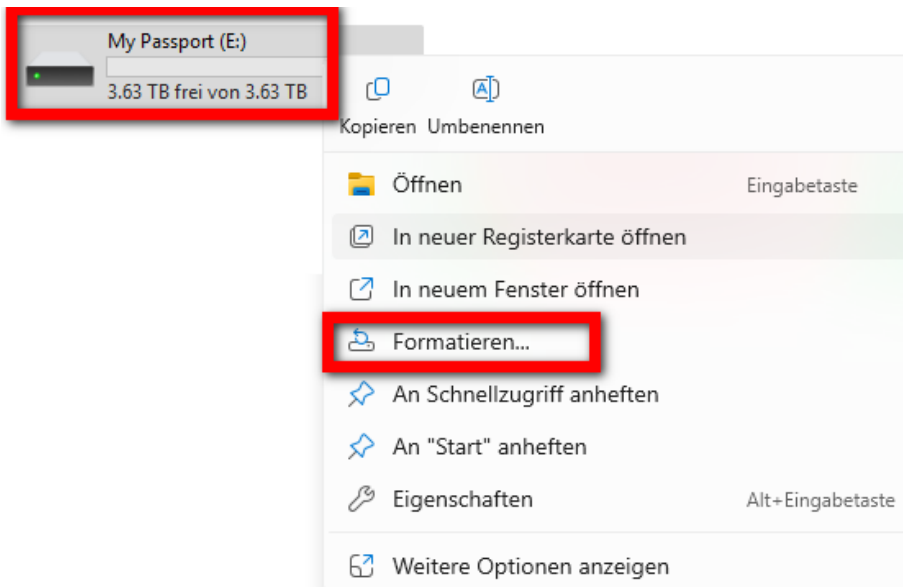 My Passport (E:)
3.63 TB frei von 3.63 TB
Kopieren Umbenennen
Öffnen Eingabetaste
In neuer Registerkarte öffnen
In neuem Fenster öffnen
Formatieren...
An Schnellzugriff anheften
An "Start" anheften
Eigenschaften Alt+Eingabetaste
Weitere Optionen anzeigen